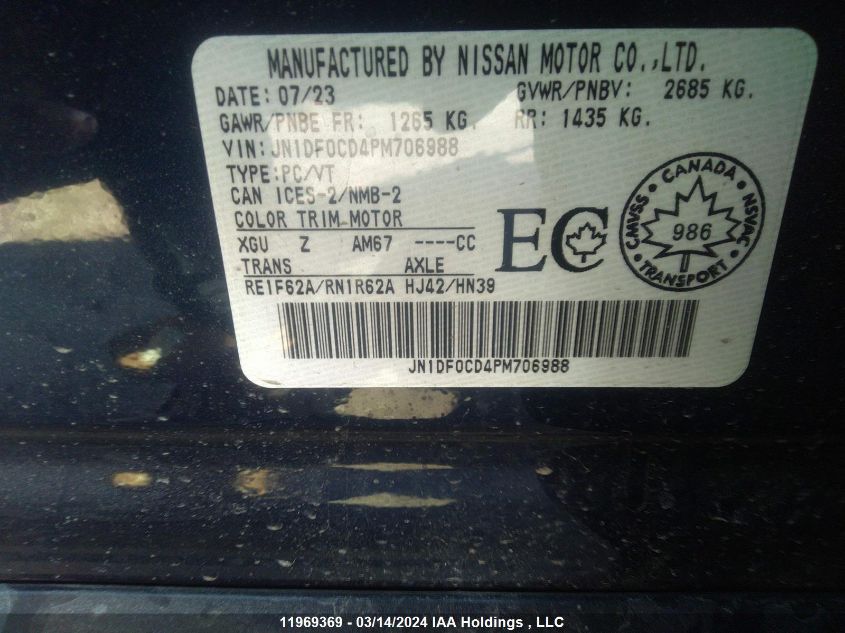 MANUFACTURED BY NISSAN MOTOR CO.,LTD.
DATE: 07/23 GVWR/PNBV: 2685 KG.
GAWR/PNBE FR: 1265 KG. RR: 1435 KG.
VIN:JN1DF0CD4PM706988
TYPE:PC/VT
CAN ICES-2/NMB-2
COLOR TRIM MOTOR
XGU Z AM67 ----CC
TRANS AXLE
RE1F62A/RN1R62A HJ42/HN39
EC
CANADA
CMVSS
986
NSVAC
TRANSPORT
JN1DF0CD4PM706988
11969369 - 03/14/2024 IAA Holdings , LLC